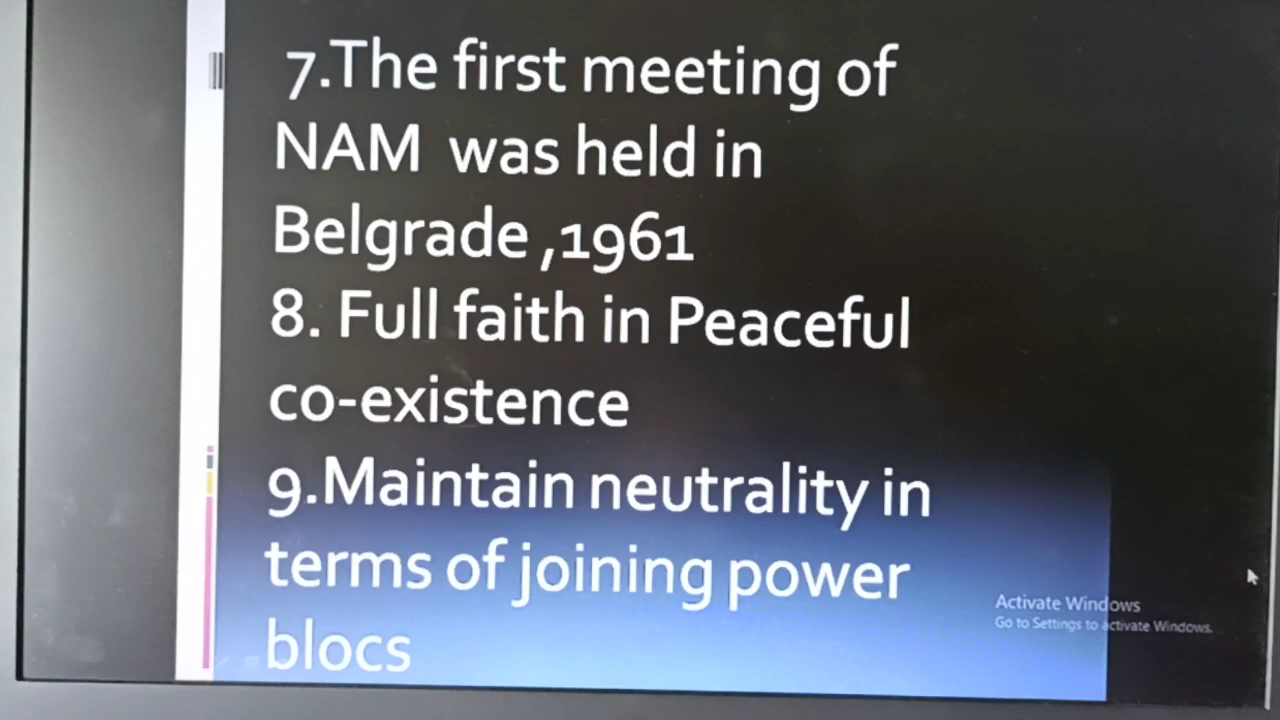 7.The first meeting of
NAM was held in
Belgrade ,1961
8. Full faith in Peaceful
co-existence
9.Maintain neutrality in
terms of joining power
blocs
Activate Windows
Go to Settings to activate Windows.